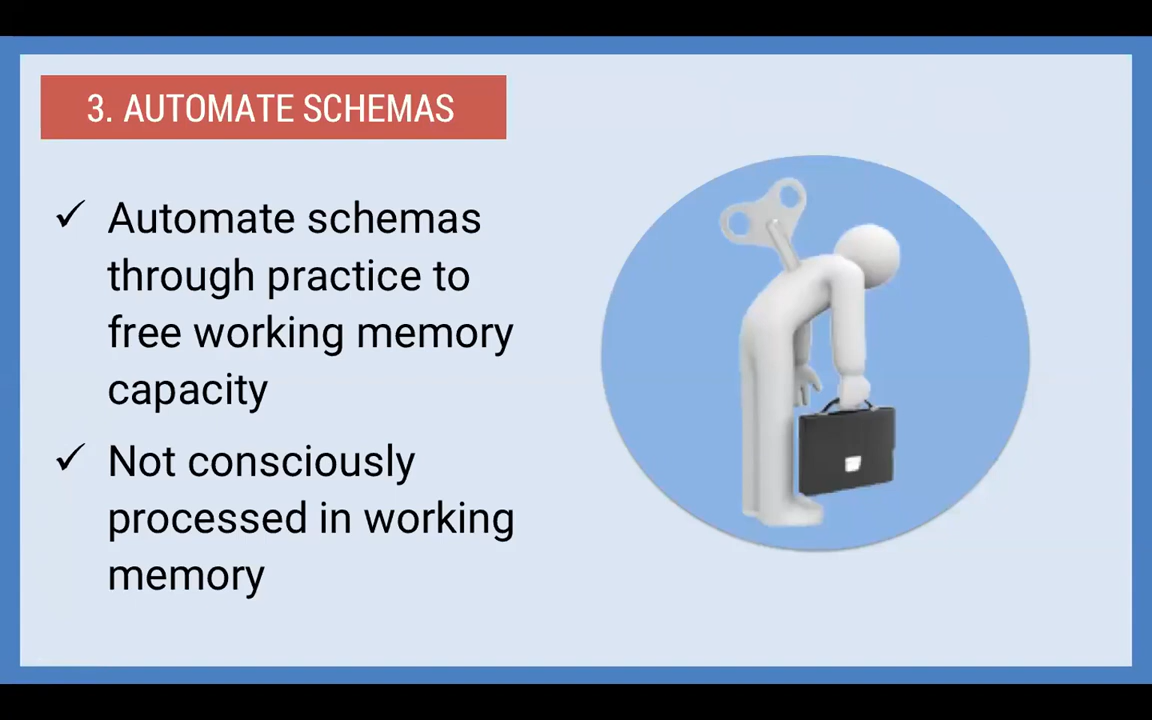 3. AUTOMATE SCHEMAS
✓ Automate schemas
through practice to
free working memory
capacity
✓ Not consciously
processed in working
memory